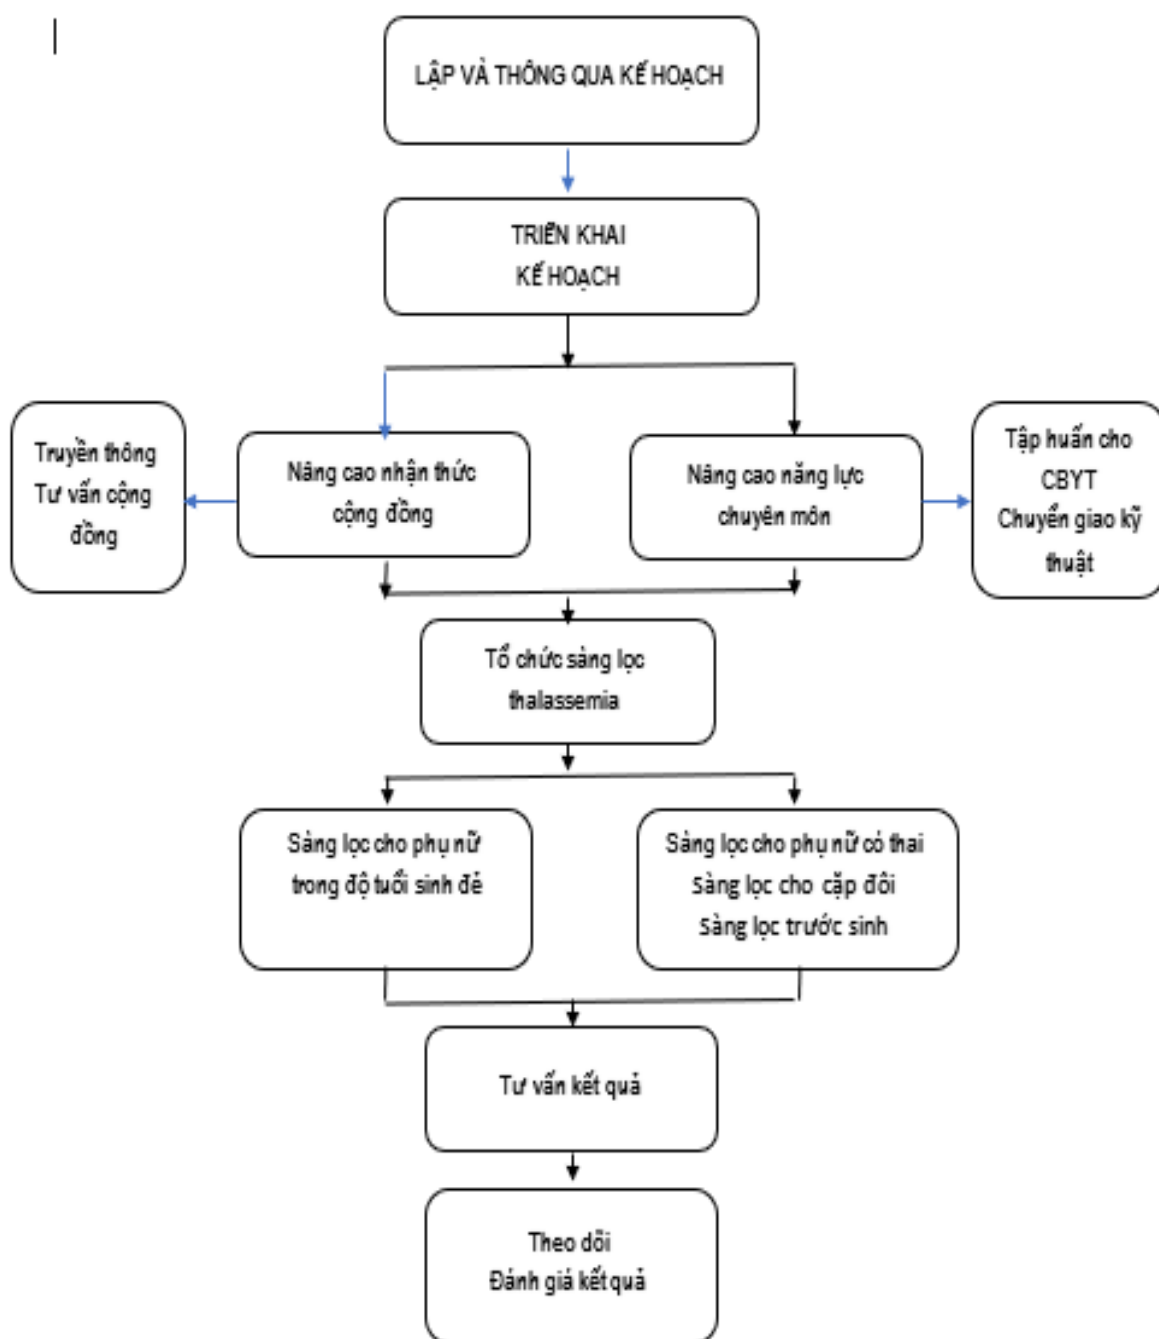 LẬP VÀ THÔNG QUA KẾ HOẠCH
TRIỂN KHAI
KẾ HOẠCH
Truyền thông
Tư vấn cộng
đồng
Nâng cao nhận thức
cộng đồng
Nâng cao năng lực
chuyên môn
Tập huấn cho
CBYT
Chuyển giao kỹ
thuật
Tổ chức sàng lọc
thalassemia
Sàng lọc cho phụ nữ
trong độ tuổi sinh đẻ
Sàng lọc cho phụ nữ có thai
Sàng lọc cho cặp đôi
Sàng lọc trước sinh
Tư vấn kết quả
Theo dõi
Đánh giá kết quả